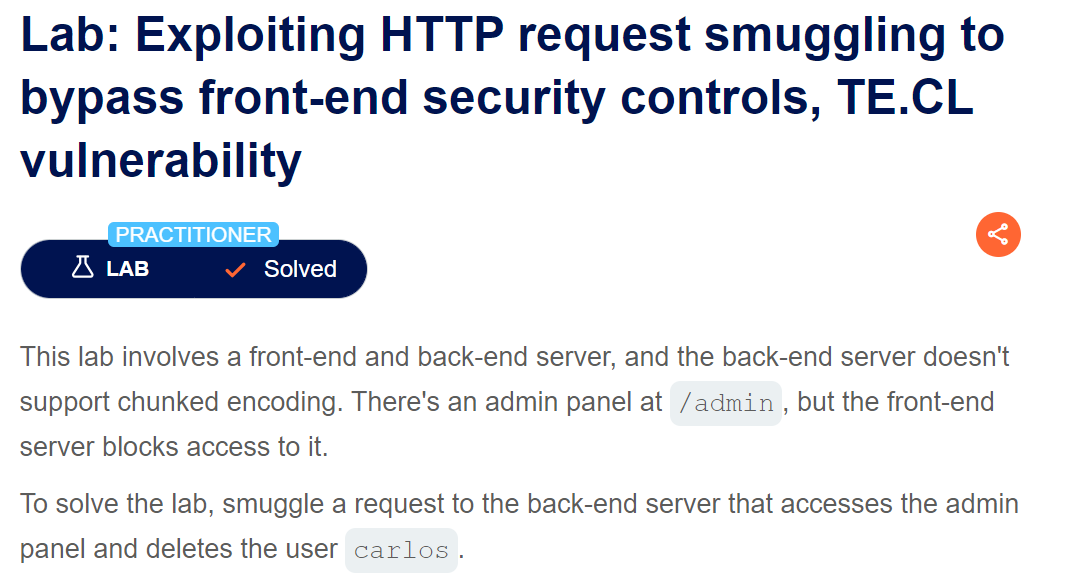 Lab: Exploiting HTTP request smuggling to
bypass front-end security controls, TE.CL
vulnerability
PRACTITIONER
LAB Solved
This lab involves a front-end and back-end server, and the back-end server doesn't
support chunked encoding. There's an admin panel at /admin, but the front-end
server blocks access to it.
To solve the lab, smuggle a request to the back-end server that accesses the admin
panel and deletes the user carlos.